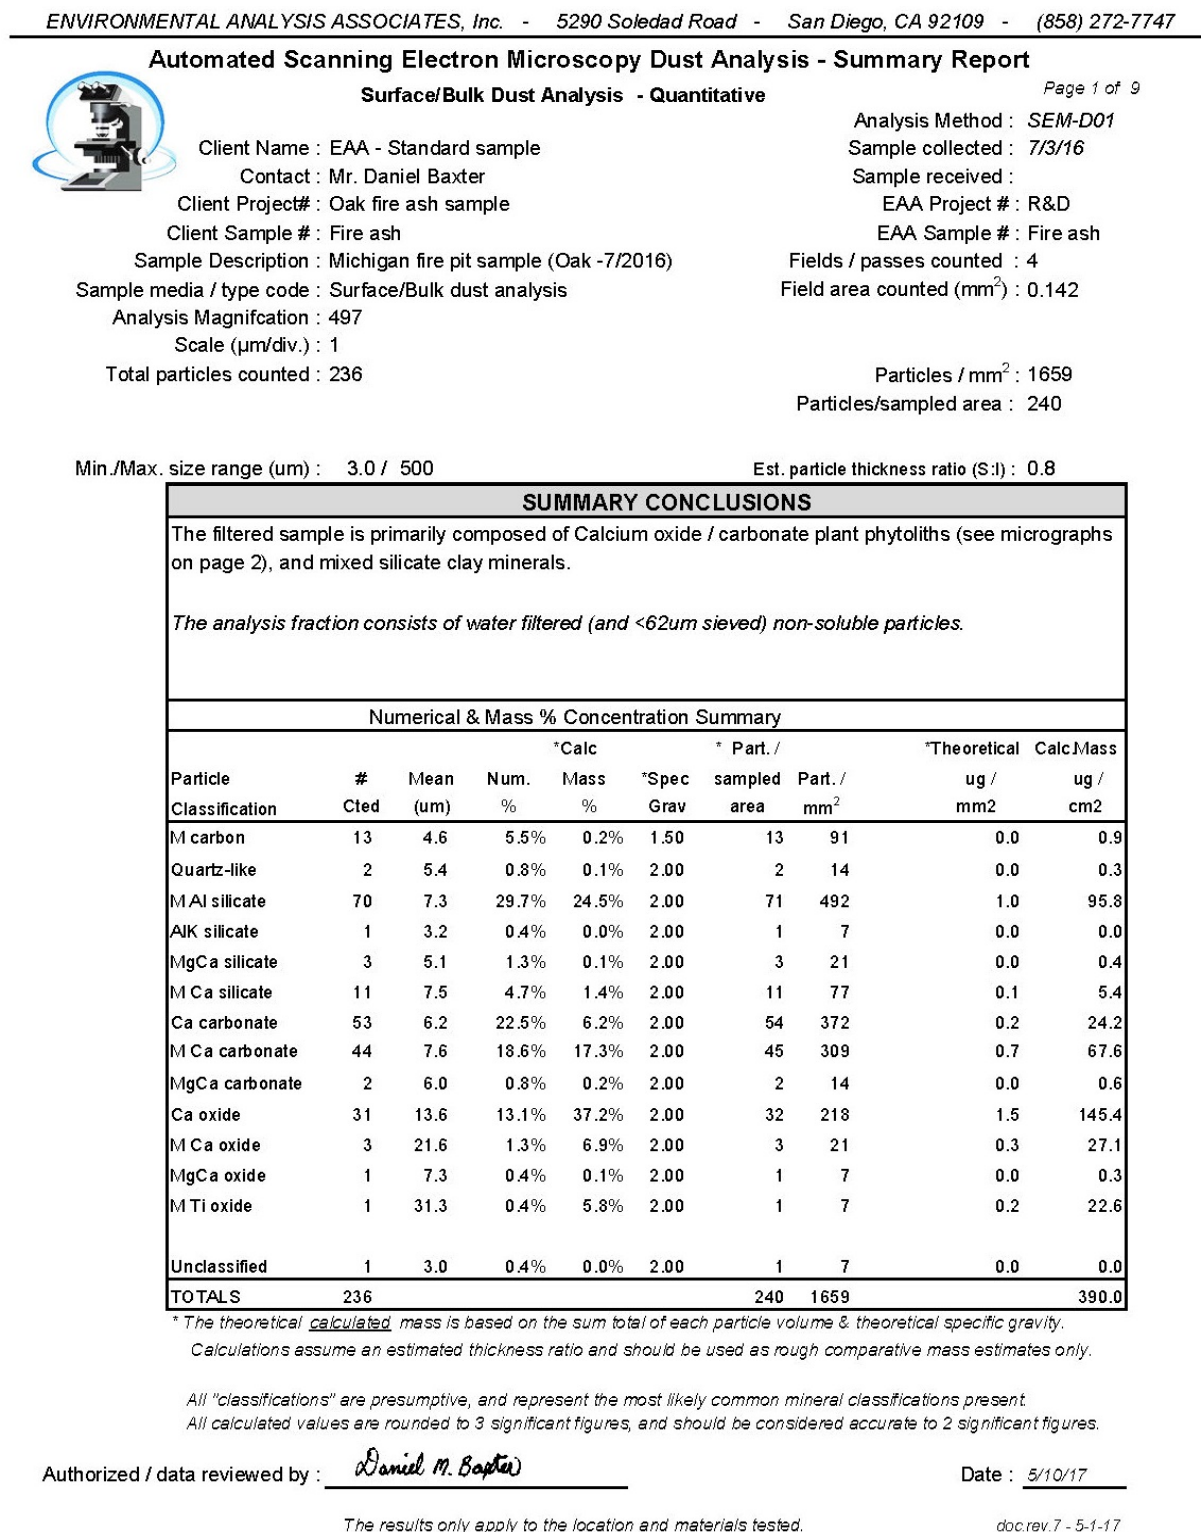 ENVIRONMENTAL ANALYSIS ASSOCIATES, Inc. - 5290 Soledad Road - San Diego, CA 92109 - (858) 272-7747
Automated Scanning Electron Microscopy Dust Analysis - Summary Report
Surface/Bulk Dust Analysis - Quantitative
Page 1 of 9
Analysis Method : SEM-D01
Client Name : EAA - Standard sample Sample collected : 7/3/16
Contact : Mr. Daniel Baxter Sample received :
Client Project# : Oak fire ash sample EAA Project # : R&D
Client Sample # : Fire ash EAA Sample # : Fire ash
Sample Description : Michigan fire pit sample (Oak -7/2016) Fields / passes counted : 4
Sample media / type code : Surface/Bulk dust analysis Field area counted (mm2) : 0.142
Analysis Magnifcation : 497
Scale (µm/div.) : 1
Total particles counted : 236 Particles / mm2 : 1659
Particles/sampled area : 240
Min./Max. size range (um) : 3.0 / 500 Est. particle thickness ratio (S:l) : 0.8
SUMMARY CONCLUSIONS
The filtered sample is primarily composed of Calcium oxide / carbonate plant phytoliths (see micrographs
on page 2), and mixed silicate clay minerals.
The analysis fraction consists of water filtered (and <62um sieved) non-soluble particles.
Numerical & Mass % Concentration Summary
*Calc * Part. / *Theoretical Calc.Mass
Particle # Mean Num. Mass *Spec sampled Part. / ug / ug /
Classification Cted (um) % % Grav area mm2 mm2 cm2
M carbon 13 4.6 5.5% 0.2% 1.50 13 91 0.0 0.9
Quartz-like 2 5.4 0.8% 0.1% 2.00 2 14 0.0 0.3
M Al silicate 70 7.3 29.7% 24.5% 2.00 71 492 1.0 95.8
AlK silicate 1 3.2 0.4% 0.0% 2.00 1 7 0.0 0.0
MgCa silicate 3 5.1 1.3% 0.1% 2.00 3 21 0.0 0.4
M Ca silicate 11 7.5 4.7% 1.4% 2.00 11 77 0.1 5.4
Ca carbonate 53 6.2 22.5% 6.2% 2.00 54 372 0.2 24.2
M Ca carbonate 44 7.6 18.6% 17.3% 2.00 45 309 0.7 67.6
MgCa carbonate 2 6.0 0.8% 0.2% 2.00 2 14 0.0 0.6
Ca oxide 31 13.6 13.1% 37.2% 2.00 32 218 1.5 145.4
M Ca oxide 3 21.6 1.3% 6.9% 2.00 3 21 0.3 27.1
MgCa oxide 1 7.3 0.4% 0.1% 2.00 1 7 0.0 0.3
M Ti oxide 1 31.3 0.4% 5.8% 2.00 1 7 0.2 22.6
Unclassified 1 3.0 0.4% 0.0% 2.00 1 7 0.0 0.0
TOTALS 236 240 1659 390.0
* The theoretical calculated mass is based on the sum total of each particle volume & theoretical specific gravity.
Calculations assume an estimated thickness ratio and should be used as rough comparative mass estimates only.
All "classifications" are presumptive, and represent the most likely common mineral classifications present.
All calculated values are rounded to 3 significant figures, and should be considered accurate to 2 significant figures.
Authorized / data reviewed by : Daniel M. Baxter Date : 5/10/17
The results only apply to the location and materials tested. doc.rev.7 - 5-1-17